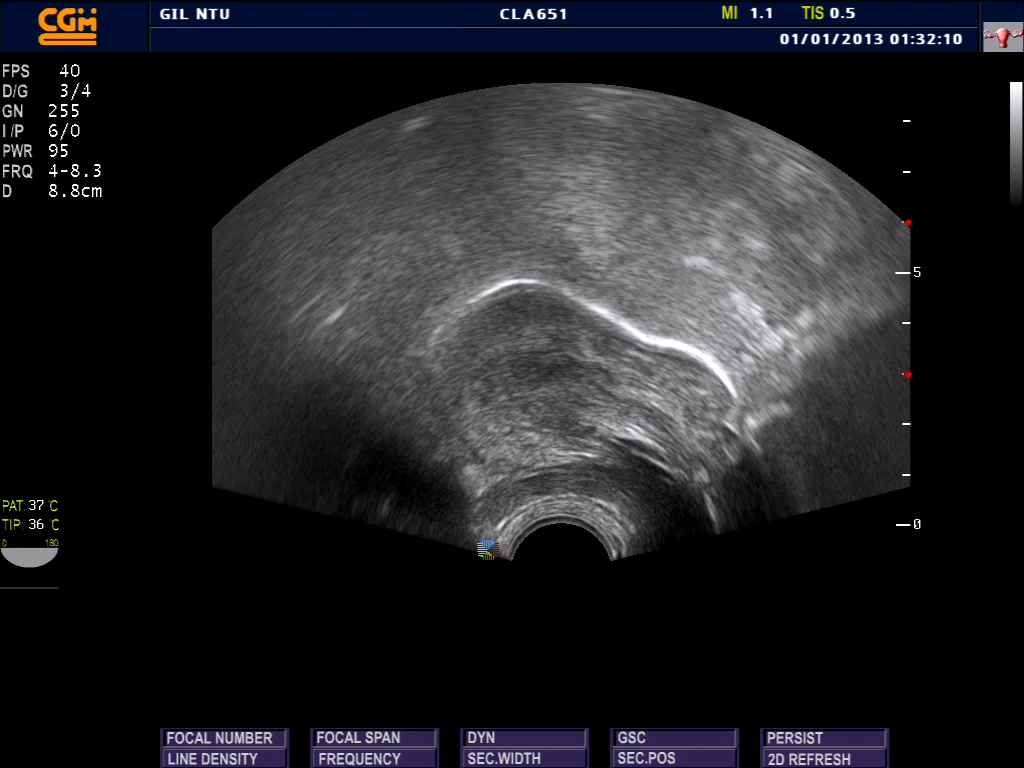 CGM
GIL NTU CLA651 MI 1.1 TIS 0.5
01/01/2013 01:32:10
FPS 40
D/G 3/4
GN 255
I/P 6/0
PWR 95
FRQ 4-8.3
D 8.8cm
5
PAT: 37 °C
TIP: 36 °C
0 180
0
FOCAL NUMBER FOCAL SPAN DYN GSC PERSIST
LINE DENSITY FREQUENCY SEC.WIDTH SEC.POS 2D REFRESH